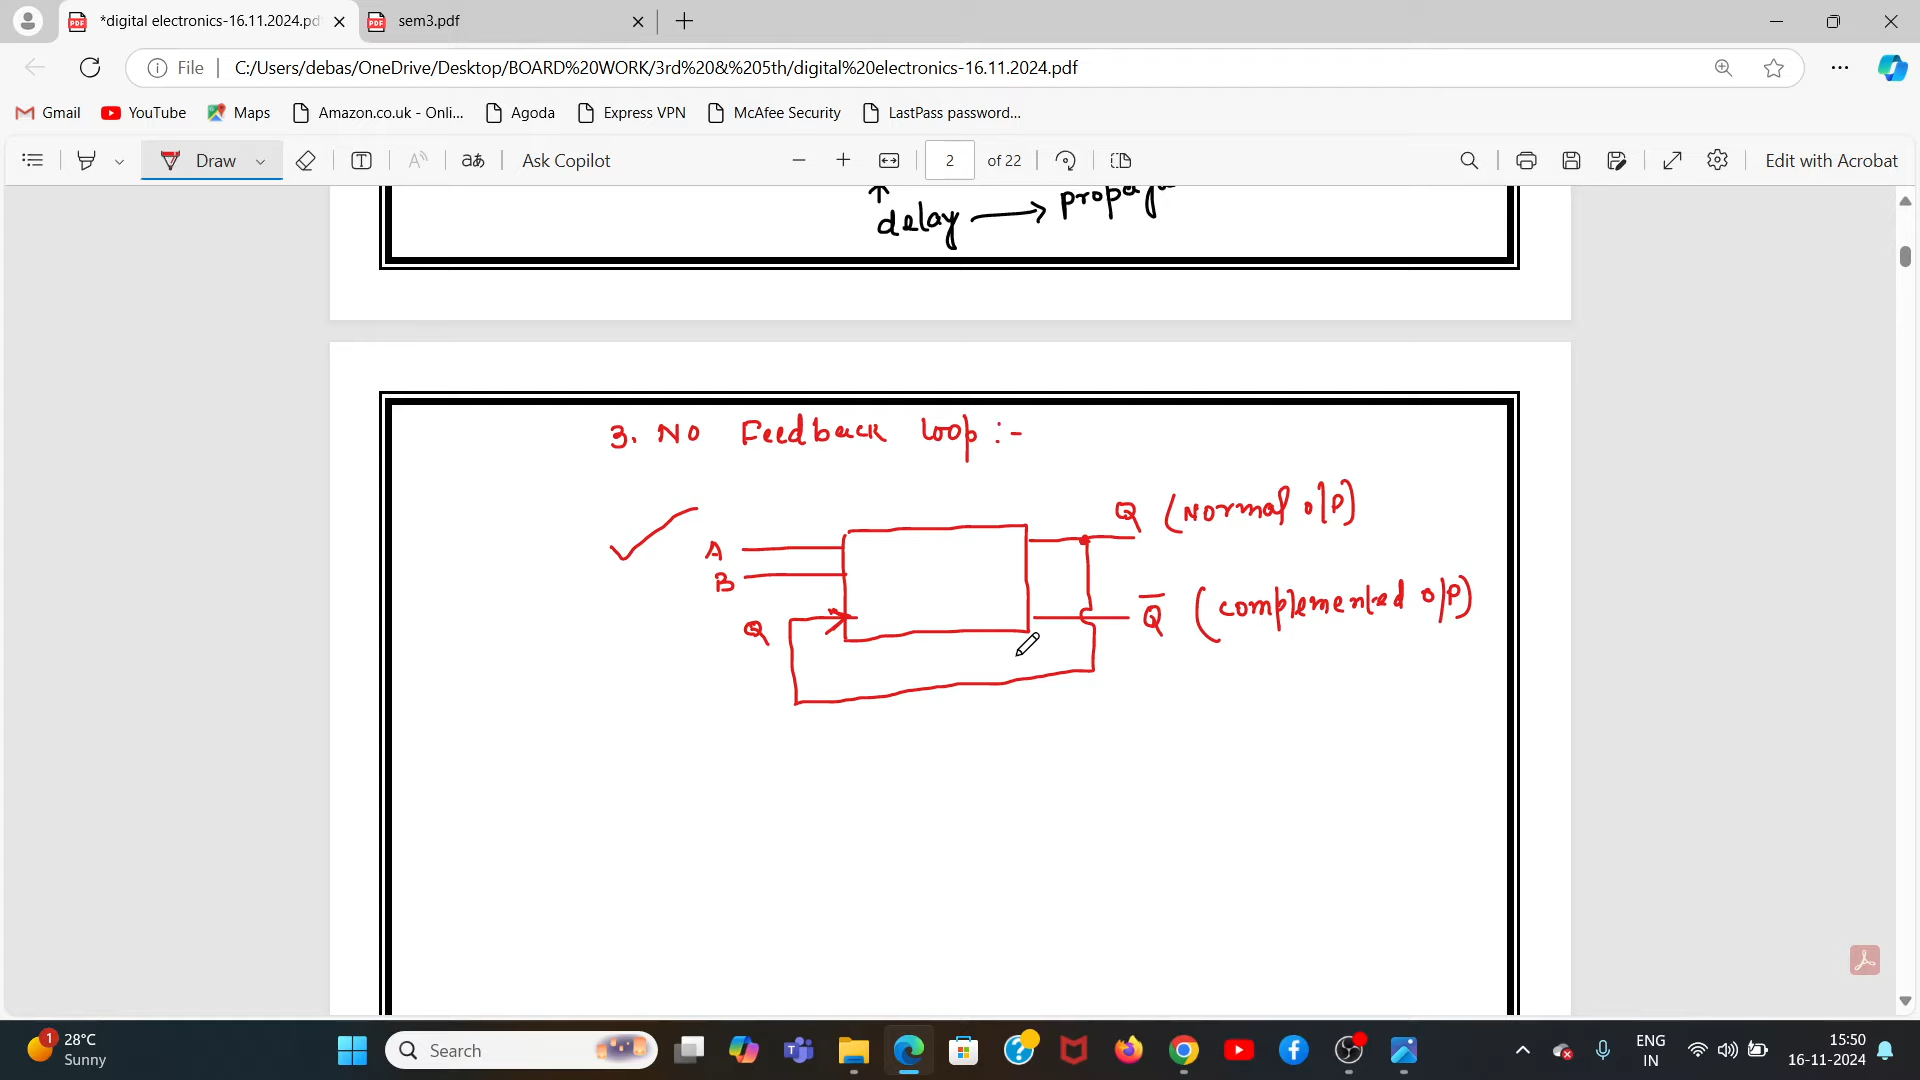 *digital electronics-16.11.2024.pd
sem3.pdf
File
C:/Users/debas/OneDrive/Desktop/BOARD%20WORK/3rd%20&%205th/digital%20electronics-16.11.2024.pdf
Gmail
YouTube
Maps
Amazon.co.uk - Onli...
Agoda
Express VPN
McAfee Security
LastPass password...
Draw
aあ
Ask Copilot
2
of 22
Edit with Acrobat
delay
3. No Feedback loop :-
Q (Normal o/p)
A
B
Q̅ (complemented o/p)
Q
1
28°C
Sunny
Search
ENG
IN
15:50
16-11-2024